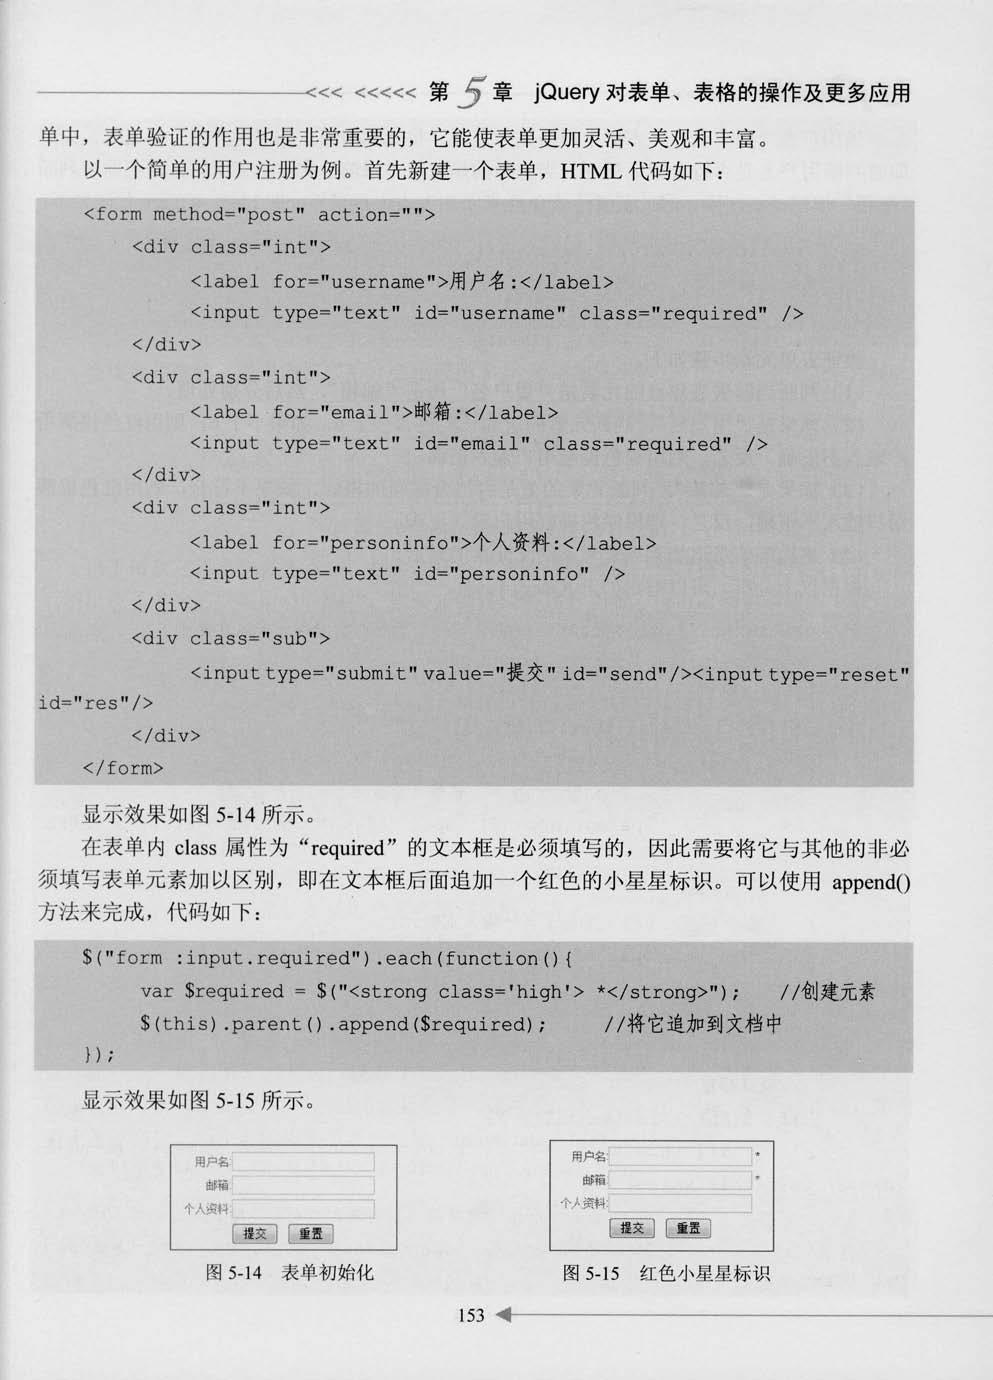 <<< <<<<< 第5章 jQuery 对表单、表格的操作及更多应用
单中，表单验证的作用也是非常重要的，它能使表单更加灵活、美观和丰富。
以一个简单的用户注册为例。首先新建一个表单，HTML 代码如下：
<form method="post" action="">
<div class="int">
<label for="username">用户名:</label>
<input type="text" id="username" class="required" />
</div>
<div class="int">
<label for="email">邮箱:</label>
<input type="text" id="email" class="required" />
</div>
<div class="int">
<label for="personinfo">个人资料:</label>
<input type="text" id="personinfo" />
</div>
<div class="sub">
<input type="submit" value="提交" id="send"/><input type="reset"
id="res"/>
</div>
</form>
显示效果如图 5-14 所示。
在表单内 class 属性为“required”的文本框是必须填写的，因此需要将它与其他的非必
须填写表单元素加以区别，即在文本框后面追加一个红色的小星星标识。可以使用 append()
方法来完成，代码如下：
$("form :input.required").each(function(){
var $required = $("<strong class='high'> *</strong>"); //创建元素
$(this).parent().append($required); //将它追加到文档中
});
显示效果如图 5-15 所示。
用户名:
邮箱:
个人资料:
提交 重置
图 5-14 表单初始化
用户名: *
邮箱: *
个人资料:
提交 重置
图 5-15 红色小星星标识
153